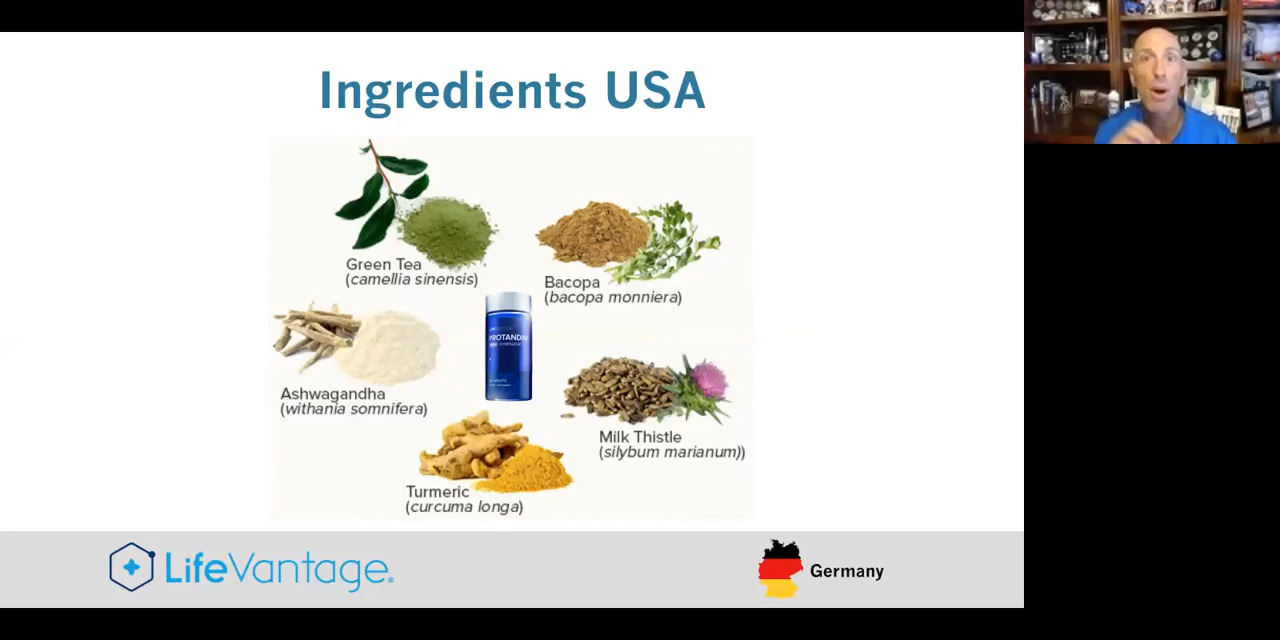 Ingredients USA
Green Tea
(camellia sinensis)
Bacopa
(bacopa monniera)
PROTANDIM
Ashwagandha
(withania somnifera)
Milk Thistle
(silybum marianum))
Turmeric
(curcuma longa)
LifeVantage®
Germany